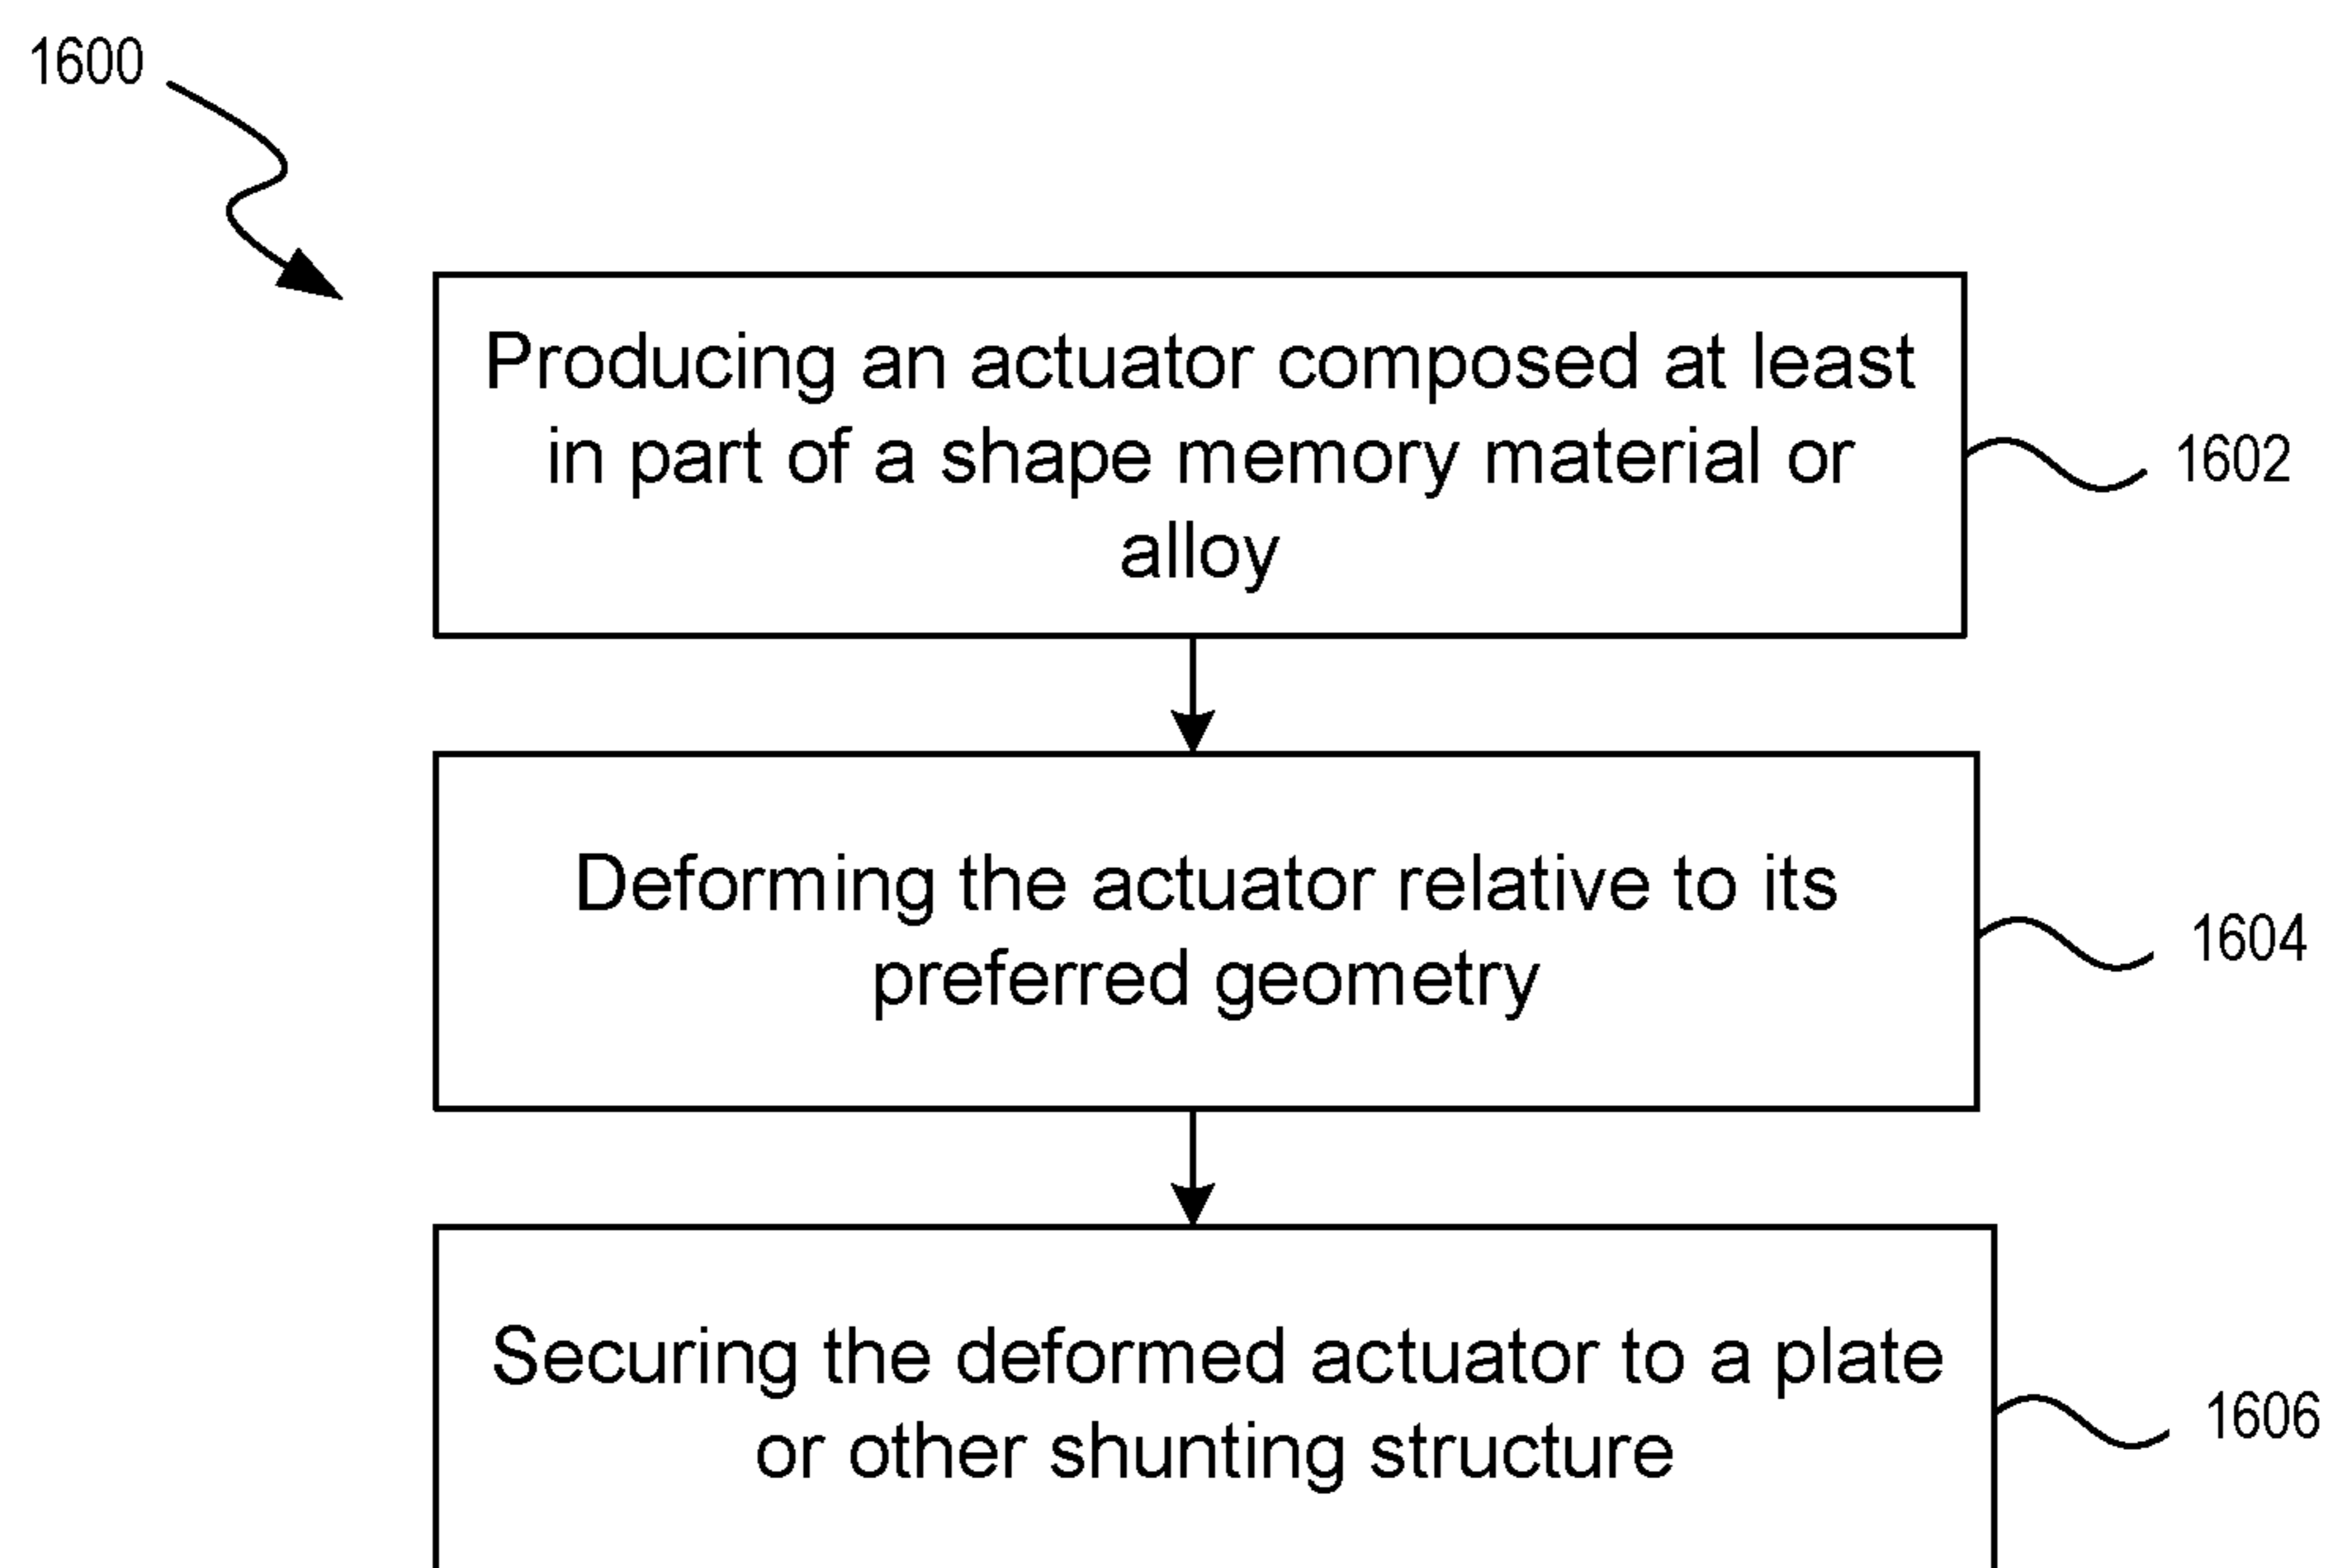 1600
Producing an actuator composed at least
in part of a shape memory material or
alloy
1602
Deforming the actuator relative to its
preferred geometry
1604
Securing the deformed actuator to a plate
or other shunting structure
1606